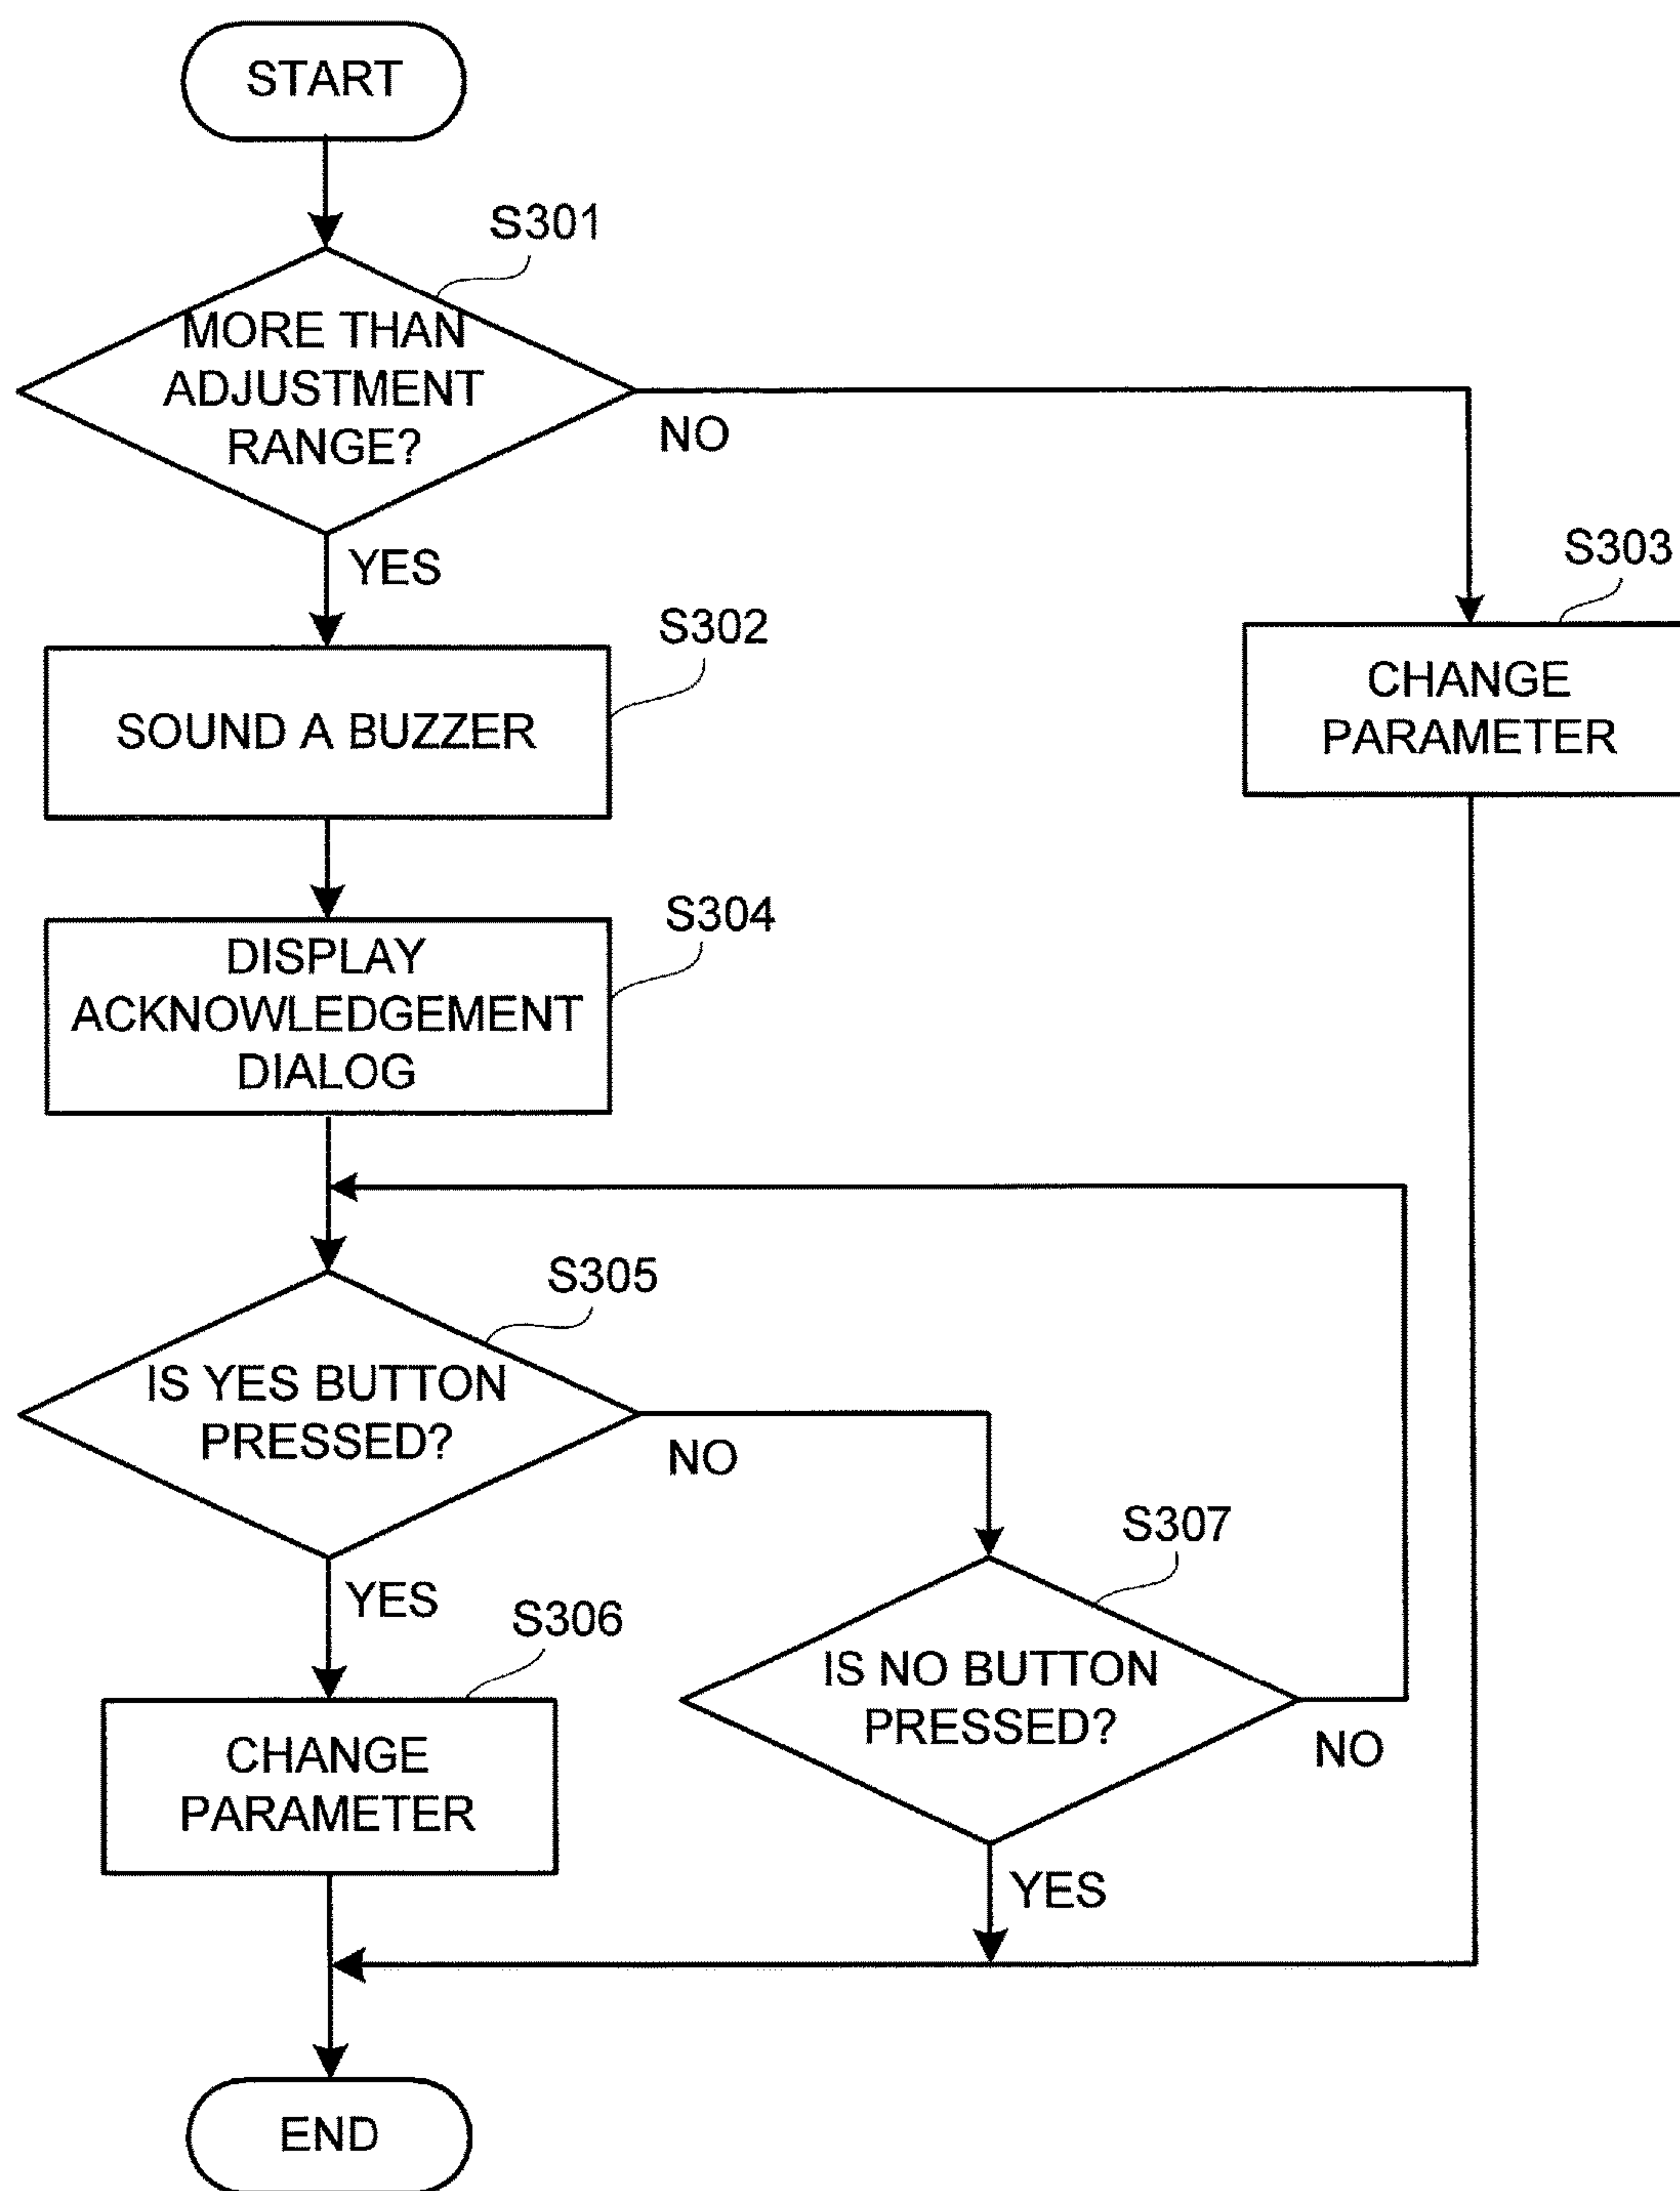 START
S301
MORE THAN
ADJUSTMENT
RANGE?
NO
YES
S302
SOUND A BUZZER
S303
CHANGE
PARAMETER
S304
DISPLAY
ACKNOWLEDGEMENT
DIALOG
S305
IS YES BUTTON
PRESSED?
NO
YES
S306
CHANGE
PARAMETER
S307
IS NO BUTTON
PRESSED?
NO
YES
END